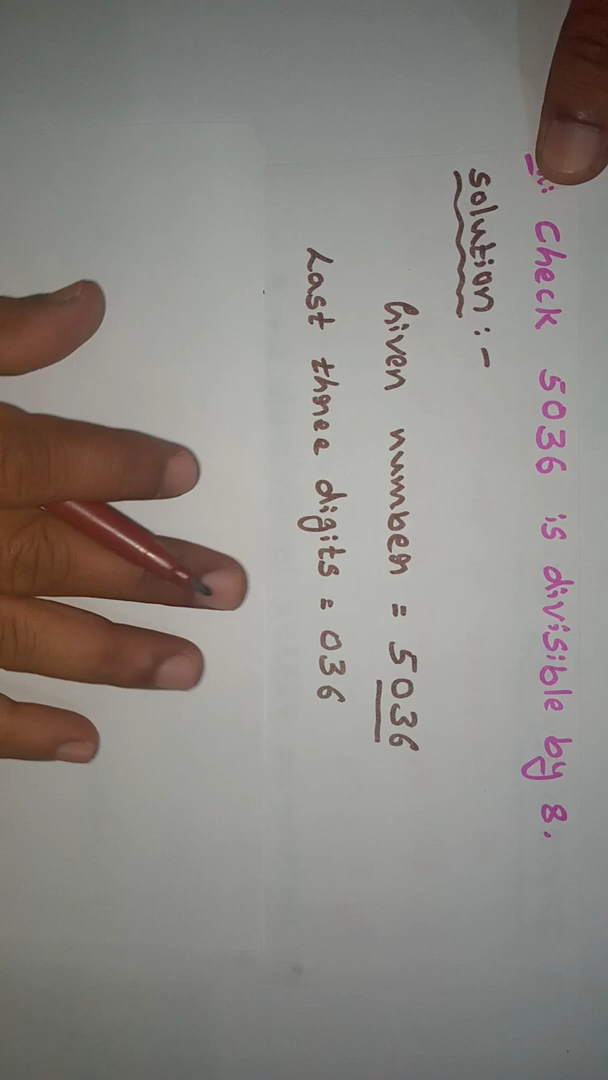 Check 5036 is divisible by 8.
Solution :-
Given number = 5036
Last three digits = 036